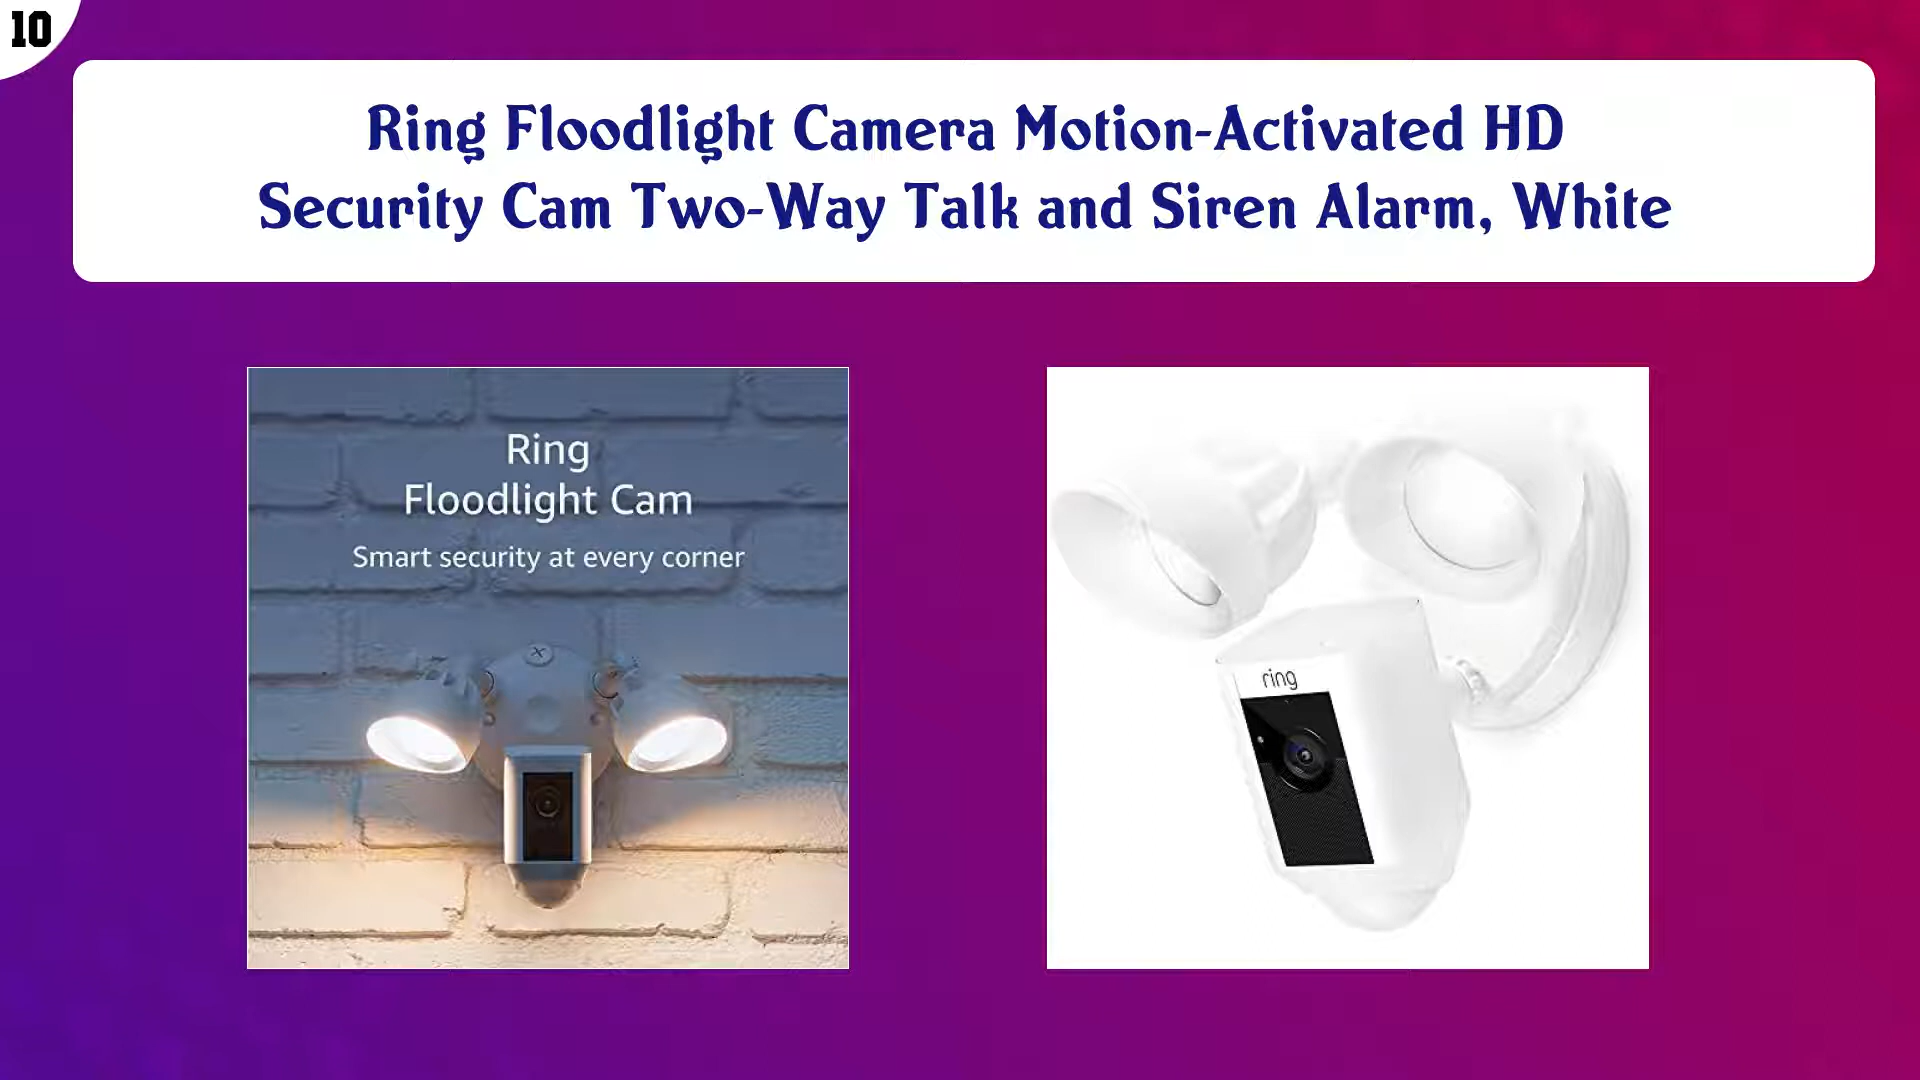 10
Ring Floodlight Camera Motion-Activated HD
Security Cam Two-Way Talk and Siren Alarm, White
Ring
Floodlight Cam
Smart security at every corner
ring